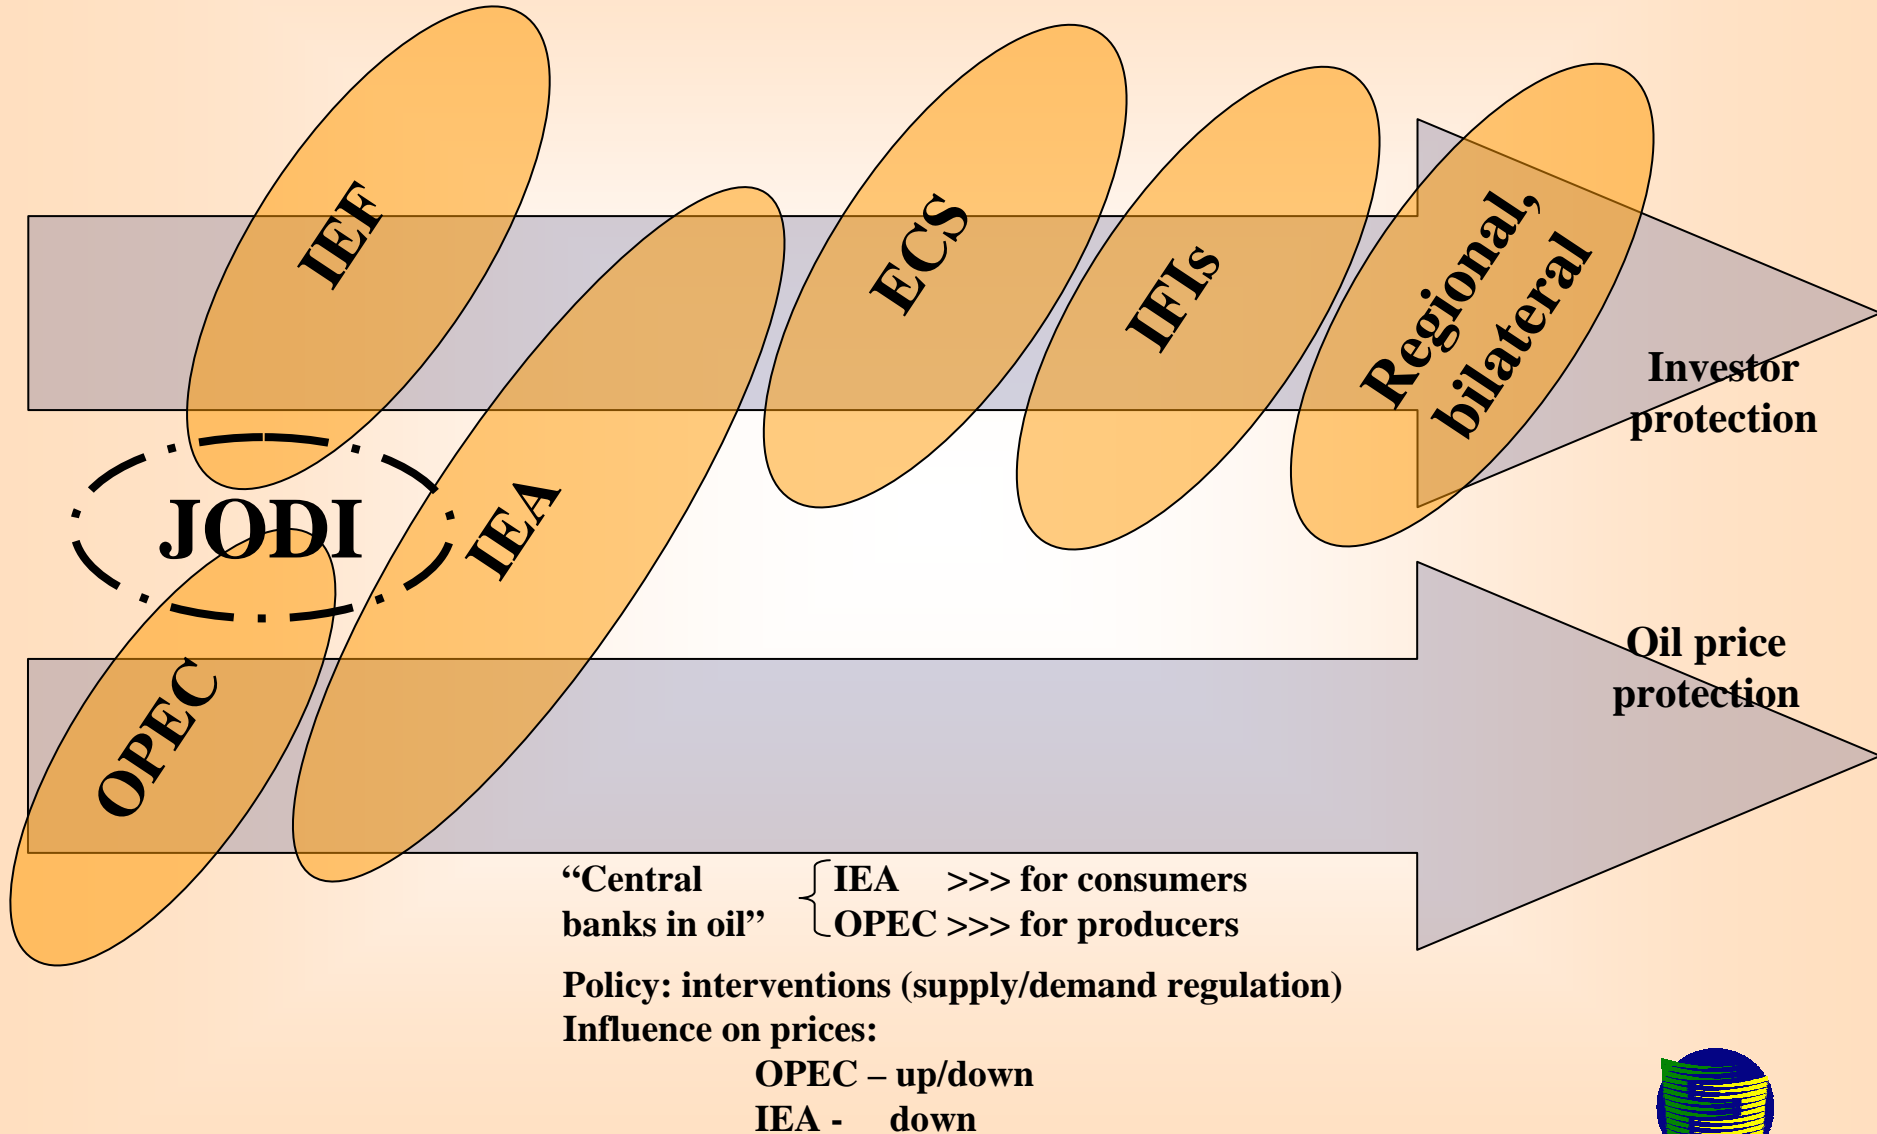 IEF
ECS
IFIs
Regional,
bilateral
Investor
protection
JODI
IEA
OPEC
Oil price
protection
“Central
banks in oil”
IEA >>> for consumers
OPEC >>> for producers
Policy: interventions (supply/demand regulation)
Influence on prices:
OPEC – up/down
IEA - down